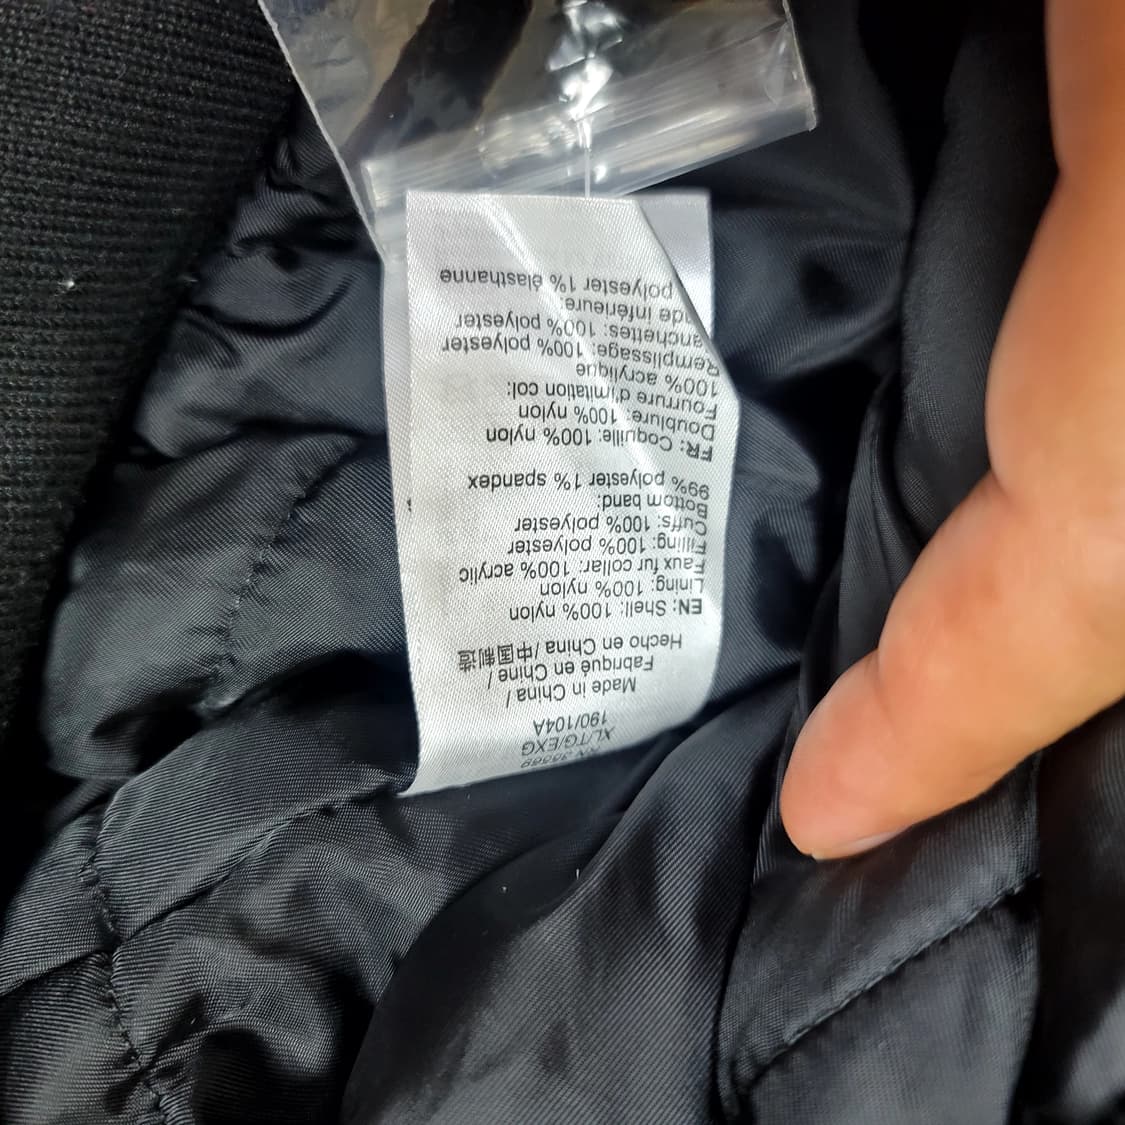 XL/TG/EXG
190/104A
Made in China /
Fabriqué en Chine /
Hecho en China / 中国制造
EN: Shell: 100% nylon
Lining: 100% nylon
Faux fur collar: 100% acrylic
Filling: 100% polyester
Cuffs: 100% polyester
Bottom band:
99% polyester 1% spandex
FR: Coquille: 100% nylon
Doublure: 100% nylon
Fourrure d'imitation col:
100% acrylique
Remplissage: 100% polyester
anchettes: 100% polyester
de inférieure:
polyester 1% élasthanne